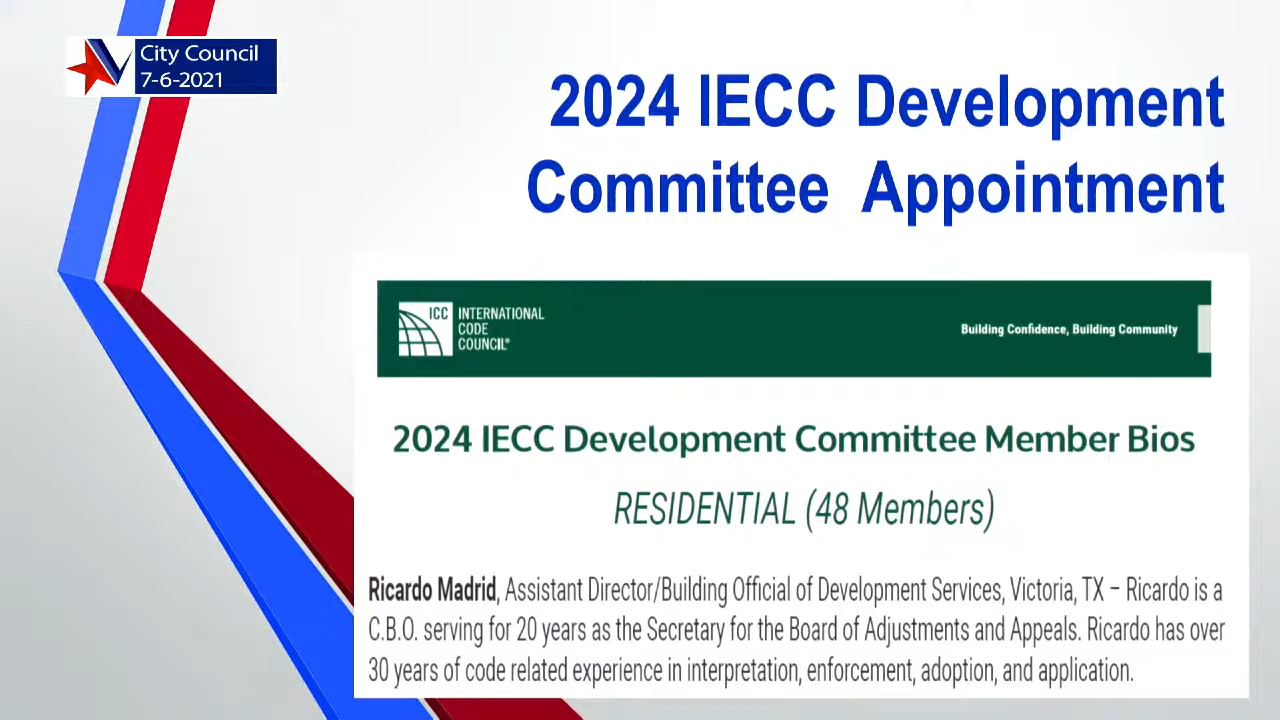 City Council
7-6-2021
2024 IECC Development
Committee Appointment
ICC INTERNATIONAL
CODE
COUNCIL®
Building Confidence, Building Community
2024 IECC Development Committee Member Bios
RESIDENTIAL (48 Members)
Ricardo Madrid, Assistant Director/Building Official of Development Services, Victoria, TX – Ricardo is a
C.B.O. serving for 20 years as the Secretary for the Board of Adjustments and Appeals. Ricardo has over
30 years of code related experience in interpretation, enforcement, adoption, and application.